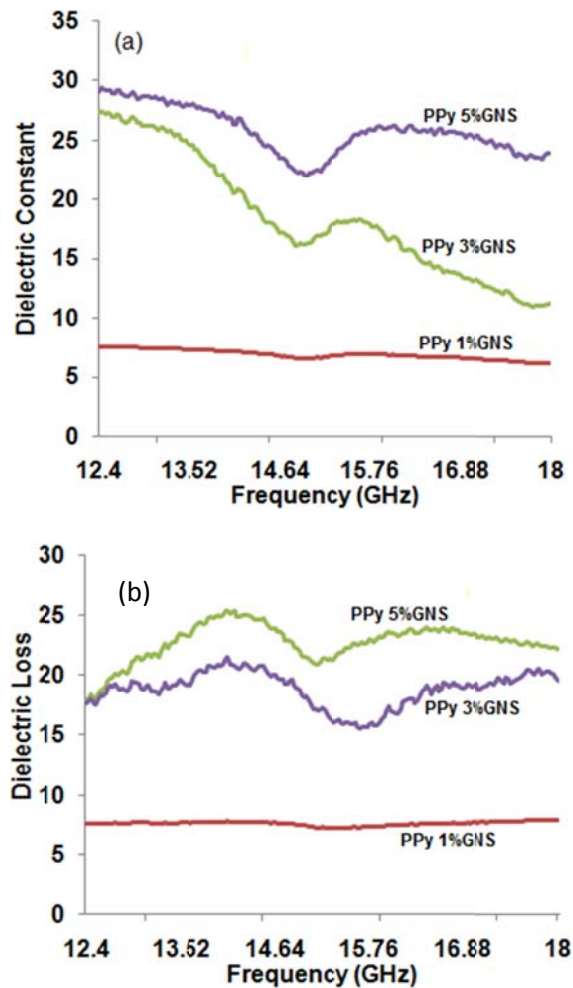 (a)
Dielectric Constant
35
30
25
20
15
10
5
0
PPy 5%GNS
PPy 3%GNS
PPy 1%GNS
12.4 13.52 14.64 15.76 16.88 18
Frequency (GHz)
(b)
Dielectric Loss
30
25
20
15
10
5
0
PPy 5%GNS
PPy 3%GNS
PPy 1%GNS
12.4 13.52 14.64 15.76 16.88 18
Frequency (GHz)